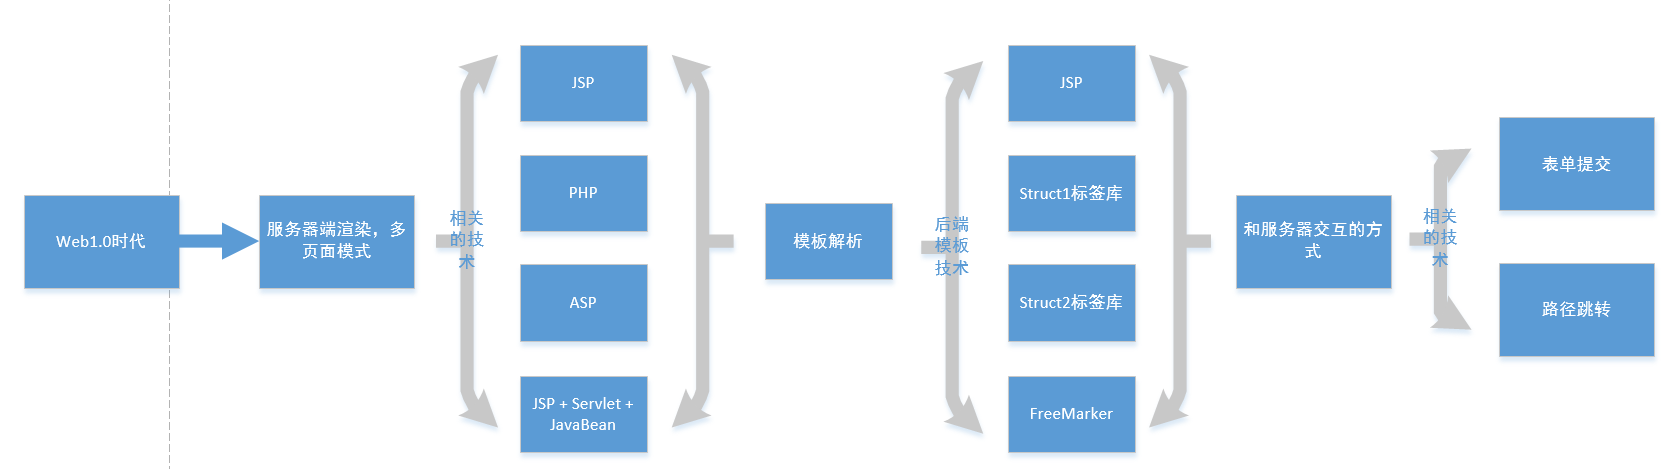 Web1.0时代
服务器端渲染，多
页面模式
相关
的技
术
JSP
PHP
ASP
JSP + Servlet +
JavaBean
模板解析
后端
模板
技术
JSP
Struct1标签库
Struct2标签库
FreeMarker
和服务器交互的方
式
相关
的技
术
表单提交
路径跳转